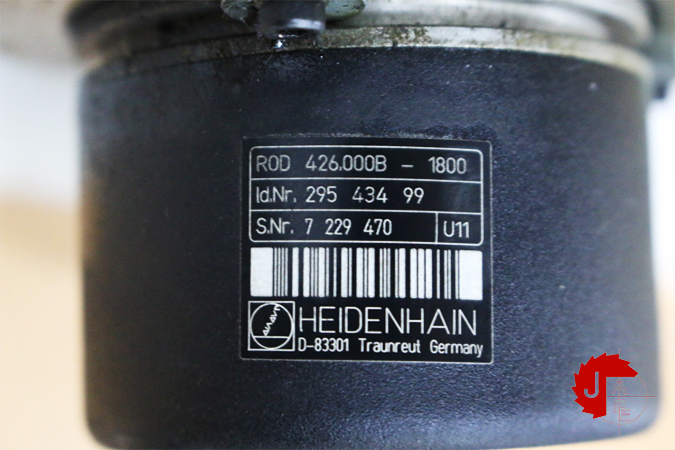 ROD 426.000B - 1800
Id.Nr. 295 434 99
S.Nr. 7 229 470 U11
HEIDENHAIN
D-83301 Traunreut Germany
J